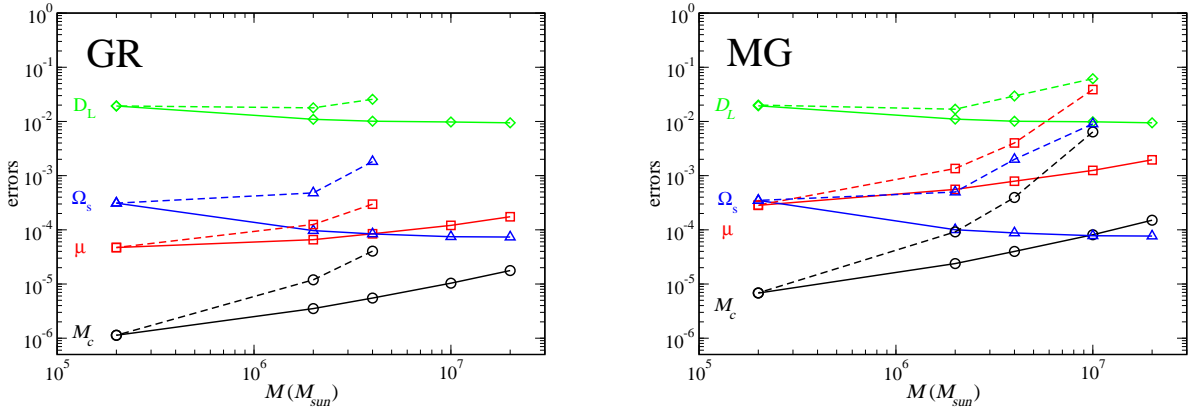 GR
10^0
10^-1
10^-2
10^-3
10^-4
10^-5
10^-6
errors
D_L
Ω_s
μ
M_c
10^5
10^6
10^7
M (M_sun)
MG
10^0
10^-1
10^-2
10^-3
10^-4
10^-5
10^-6
errors
D_L
Ω_s
μ
M_c
10^5
10^6
10^7
M (M_sun)